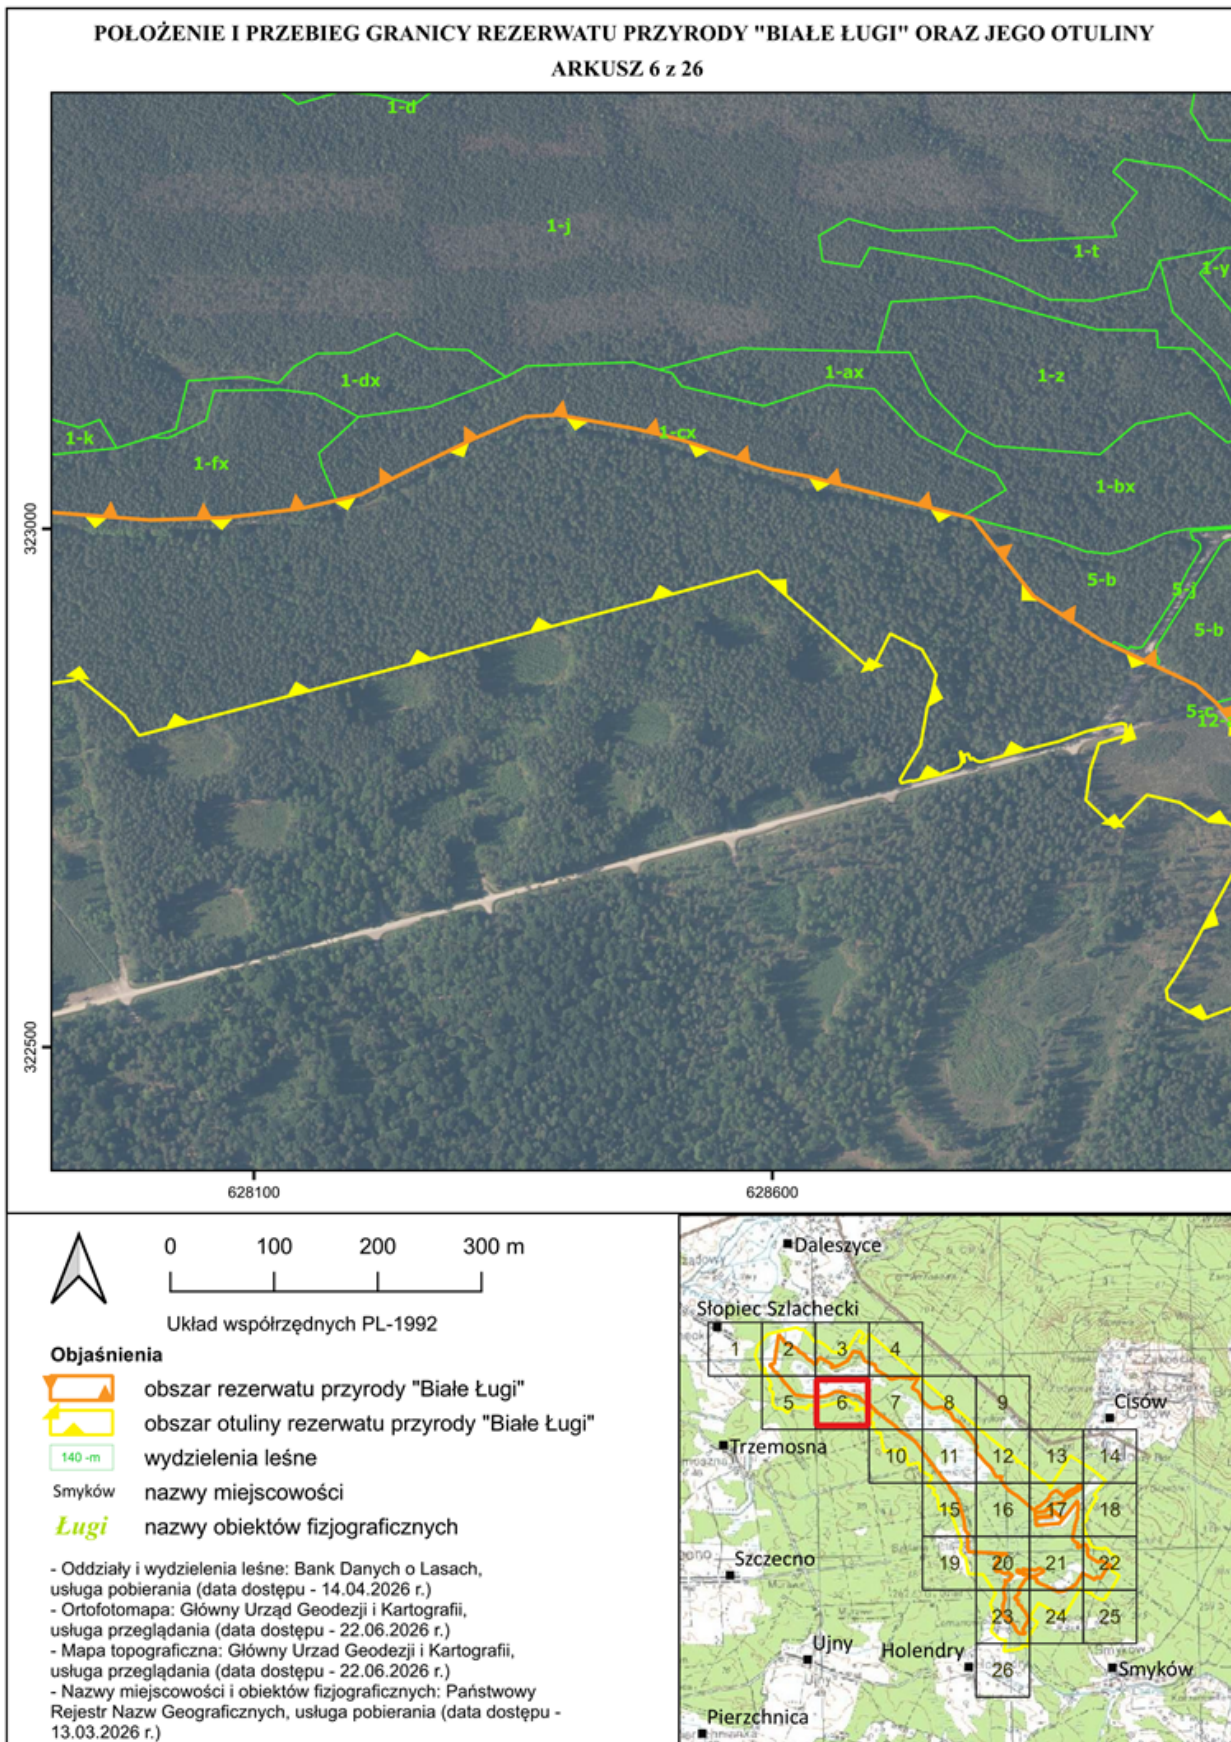 POŁOŻENIE I PRZEBIEG GRANICY REZERWATU PRZYRODY "BIAŁE ŁUGI" ORAZ JEGO OTULINY
ARKUSZ 6 z 26
1-d
1-j
1-t
1-y
1-dx
1-ax
1-z
1-k
1-cx
1-fx
1-bx
323000
5-b
5-j
5-b
5-c
322500
628100
628600
0 100 200 300 m
Układ współrzędnych PL-1992
Objaśnienia
obszar rezerwatu przyrody "Białe Ługi"
obszar otuliny rezerwatu przyrody "Białe Ługi"
140 -m wydzielenia leśne
Smyków nazwy miejscowości
Ługi nazwy obiektów fizjograficznych
- Oddziały i wydzielenia leśne: Bank Danych o Lasach,
usługa pobierania (data dostępu - 14.04.2026 r.)
- Ortofotomapa: Główny Urząd Geodezji i Kartografii,
usługa przeglądania (data dostępu - 22.06.2026 r.)
- Mapa topograficzna: Główny Urzad Geodezji i Kartografii,
usługa przeglądania (data dostępu - 22.06.2026 r.)
- Nazwy miejscowości i obiektów fizjograficznych: Państwowy
Rejestr Nazw Geograficznych, usługa pobierania (data dostępu -
13.03.2026 r.)
Daleszyce
Słopiec Szlachecki
1 2 3 4
5 6 7 8 9
Cisów
Trzemosna
10 11 12 13 14
15 16 17 18
Szczecno
19 20 21 22
23 24 25
Ujny
Holendry
26
Smyków
Pierzchnica